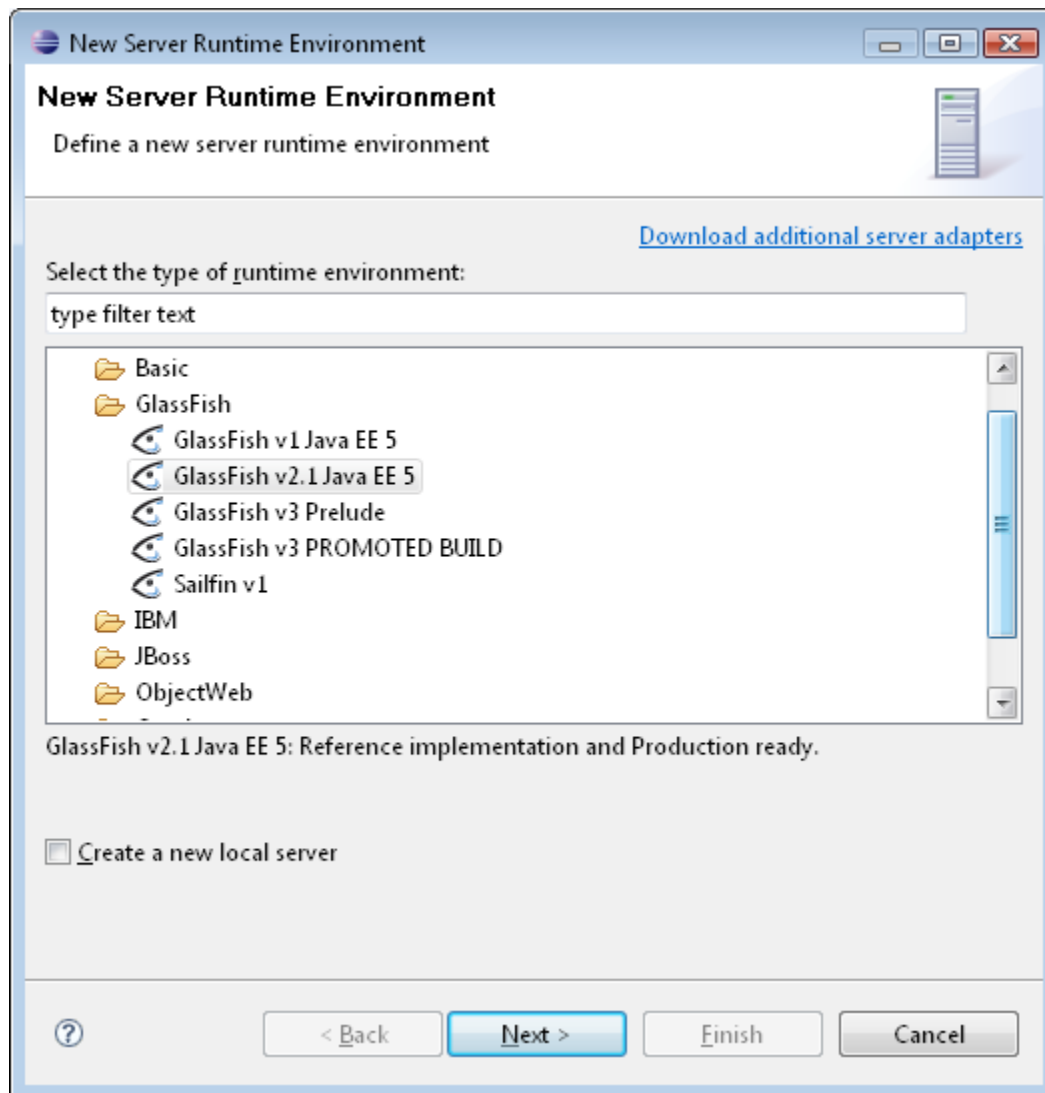 New Server Runtime Environment
New Server Runtime Environment
Define a new server runtime environment
Download additional server adapters
Select the type of runtime environment:
type filter text
Basic
GlassFish
GlassFish v1 Java EE 5
GlassFish v2.1 Java EE 5
GlassFish v3 Prelude
GlassFish v3 PROMOTED BUILD
Sailfin v1
IBM
JBoss
ObjectWeb
GlassFish v2.1 Java EE 5: Reference implementation and Production ready.
Create a new local server
? < Back Next > Finish Cancel